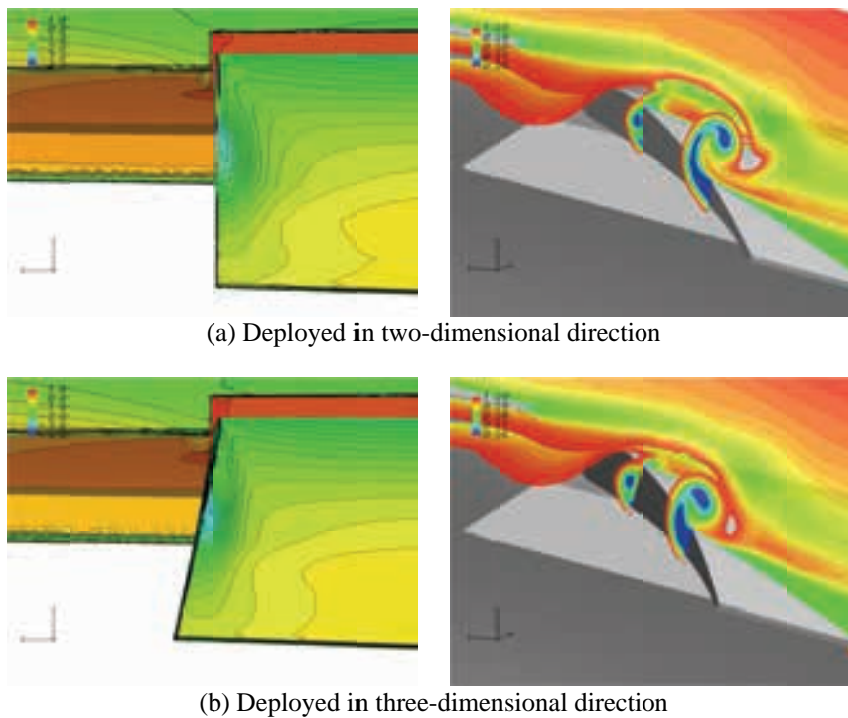 (a) Deployed in two-dimensional direction
(b) Deployed in three-dimensional direction